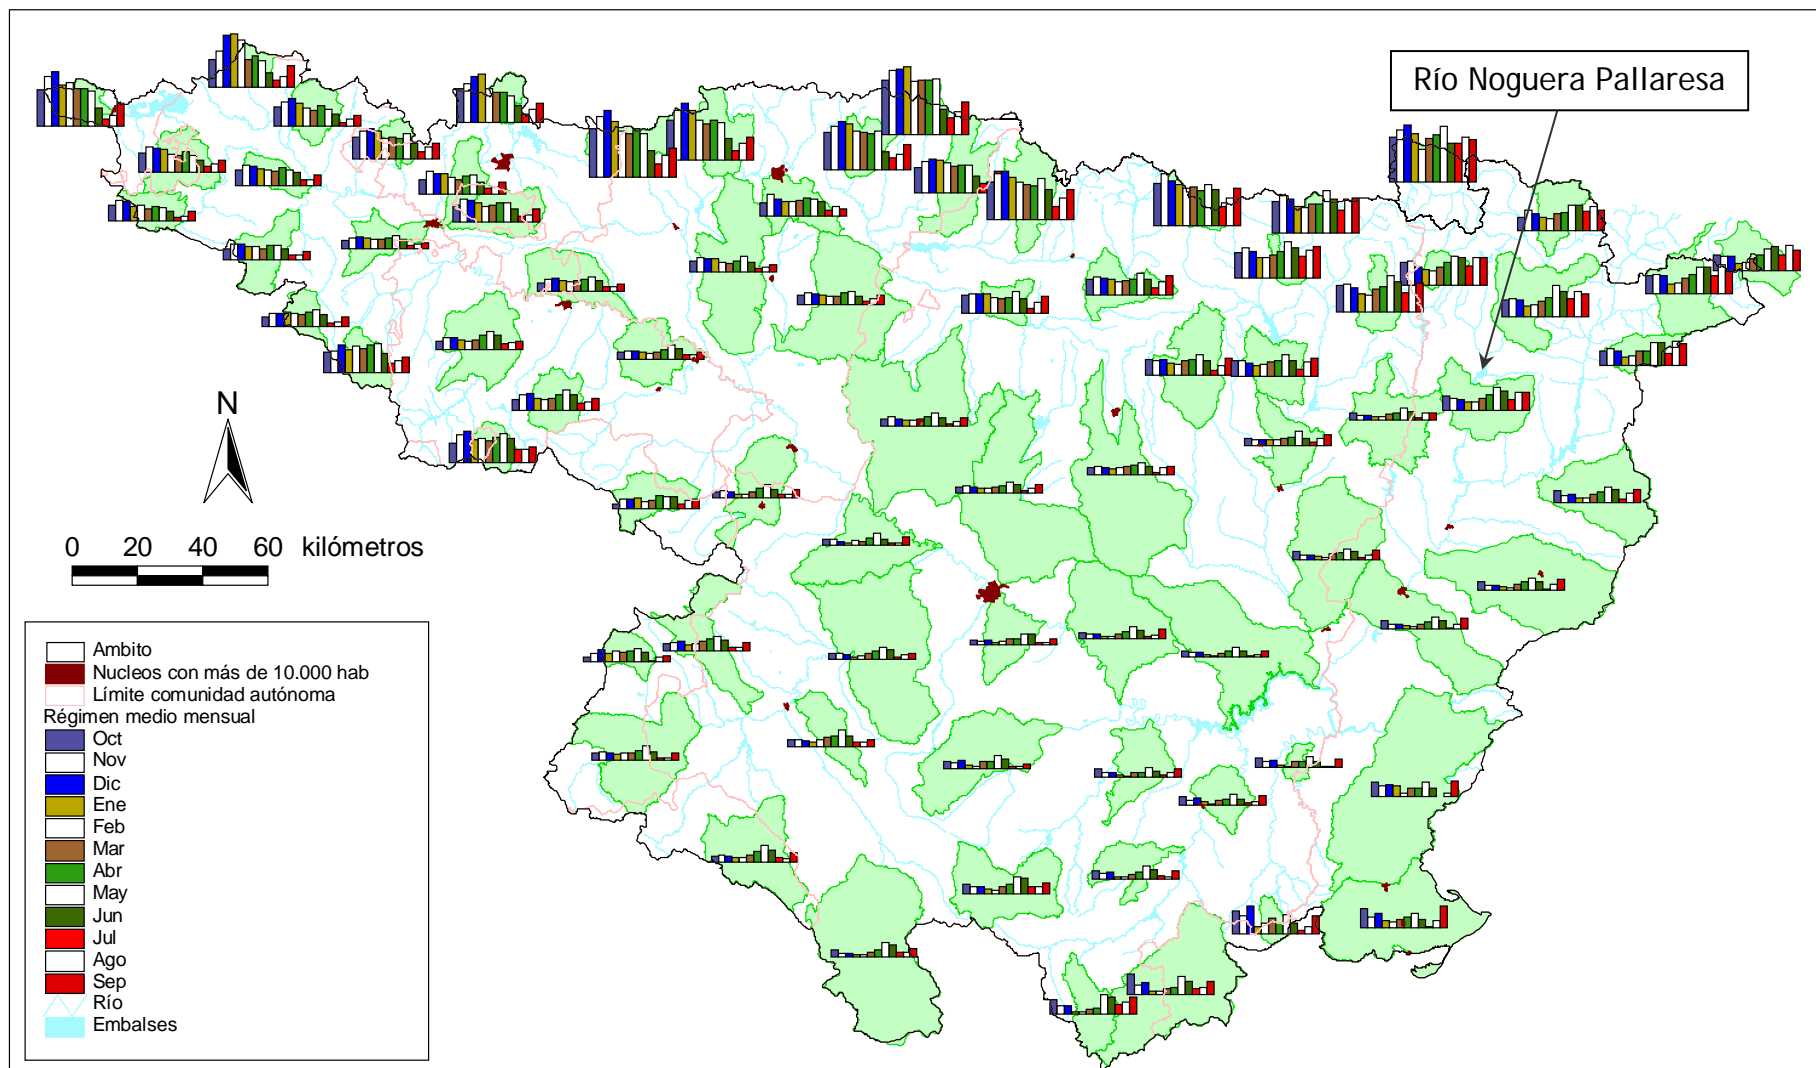 Río Noguera Pallaresa
N
0 20 40 60 kilómetros
Ambito
Nucleos con más de 10.000 hab
Límite comunidad autónoma
Régimen medio mensual
Oct
Nov
Dic
Ene
Feb
Mar
Abr
May
Jun
Jul
Ago
Sep
Río
Embalses